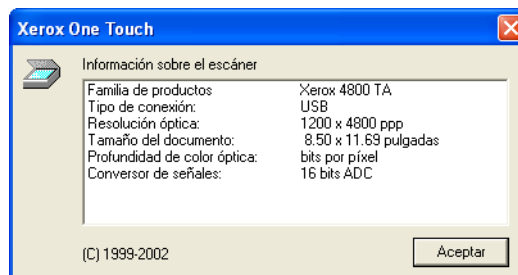 Xerox One Touch
Información sobre el escáner
Familia de productos Xerox 4800 TA
Tipo de conexión: USB
Resolución óptica: 1200 x 4800 ppp
Tamaño del documento: 8.50 x 11.69 pulgadas
Profundidad de color óptica: bits por píxel
Conversor de señales: 16 bits ADC
(C) 1999-2002 Aceptar